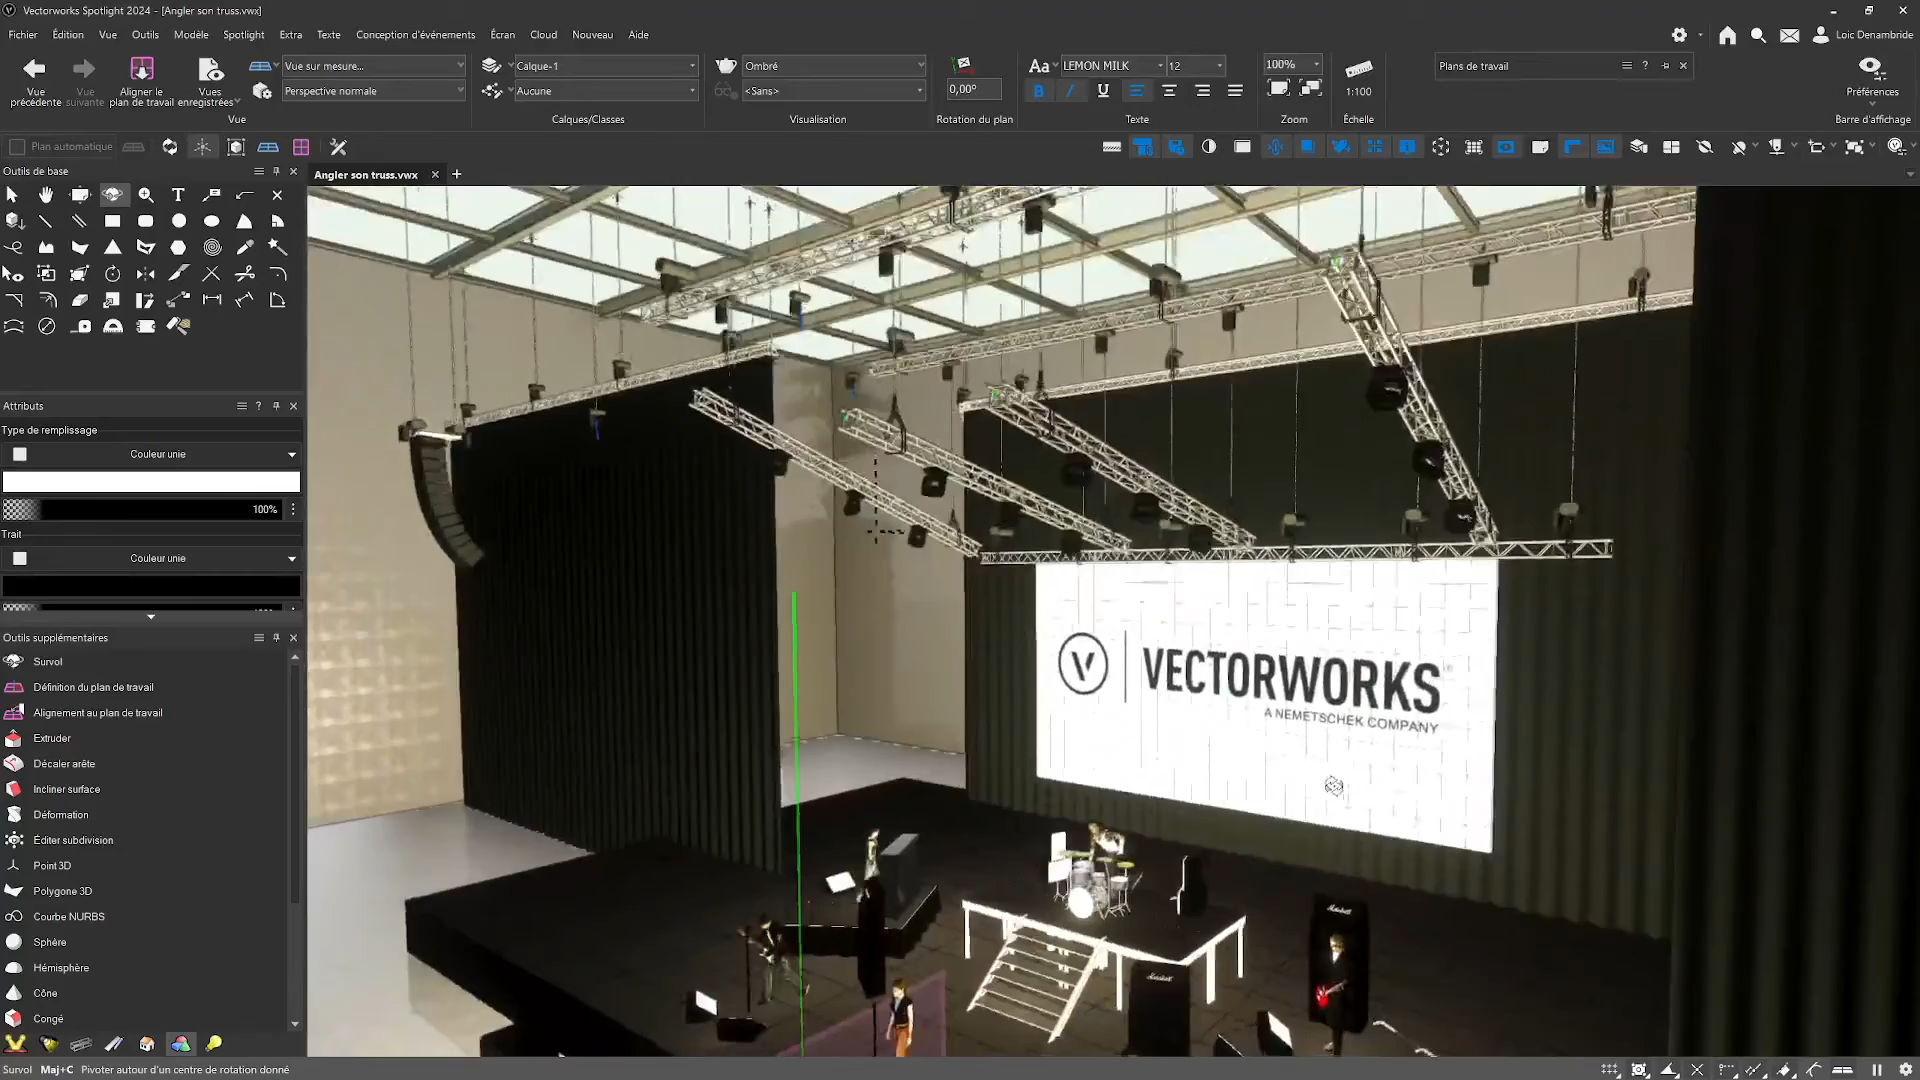 Vectorworks Spotlight 2024 - [Angler son truss.vwx]
Fichier Édition Vue Outils Modèle Spotlight Extra Texte Conception d'événements Écran Cloud Nouveau Aide
Loic Denambride
Vue précédente
Vue suivante
Aligner le plan de travail
Vues enregistrées
Vue sur mesure...
Perspective normale
Vue
Calque-1
Aucune
Calques/Classes
Ombré
<Sans>
Visualisation
0,00°
Rotation du plan
Aa LEMON MILK 12
B I U
Texte
100%
Zoom
1:100
Échelle
Plans de travail
Préférences
Barre d'affichage
Plan automatique
Outils de base
Angler son truss.vwx
Attributs
Type de remplissage
Couleur unie
100%
Trait
Couleur unie
Outils supplémentaires
Survol
Définition du plan de travail
Alignement au plan de travail
Extruder
Décaler arête
Incliner surface
Déformation
Éditer subdivision
Point 3D
Polygone 3D
Courbe NURBS
Sphère
Hémisphère
Cône
Congé
V VECTORWORKS
A NEMETSCHEK COMPANY
Marshall
Marshall
Survol Maj+C Pivoter autour d'un centre de rotation donné